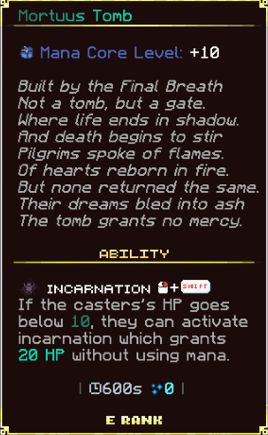 Mortuus Tomb
Mana Core Level: +10
Built by the Final Breath
Not a tomb, but a gate.
Where life ends in shadow.
And death begins to stir
Pilgrims spoke of flames.
Of hearts reborn in fire.
But none returned the same.
Their dreams bled into ash
The tomb grants no mercy.
ABILITY
INCARNATION + SHIFT
If the casters's HP goes
below 10, they can activate
incarnation which grants
20 HP without using mana.
| 600s 0 |
E RANK